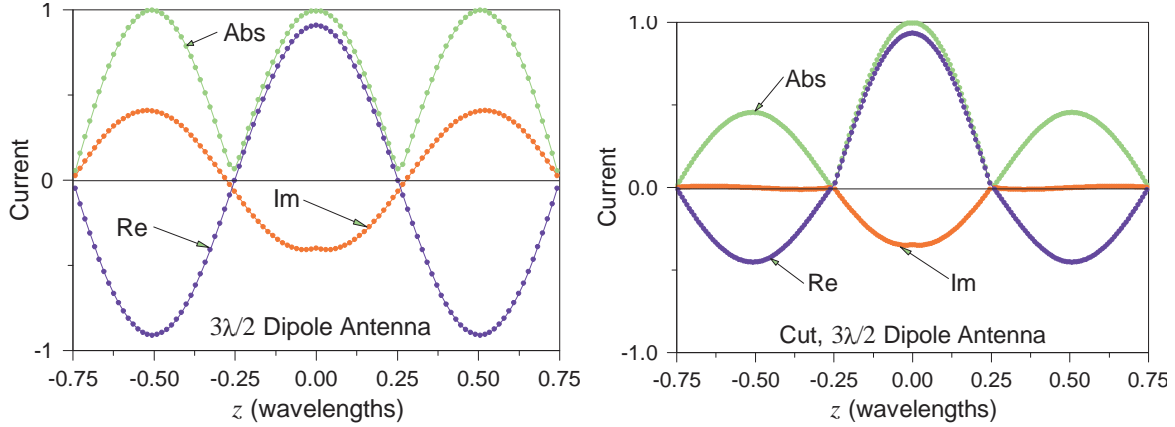 1
0
-1
Current
Abs
Re
Im
3λ/2 Dipole Antenna
-0.75 -0.50 -0.25 0.00 0.25 0.50 0.75
z (wavelengths)
1.0
0.0
-1.0
Current
Abs
Re
Im
Cut, 3λ/2 Dipole Antenna
-0.75 -0.50 -0.25 0.00 0.25 0.50 0.75
z (wavelengths)